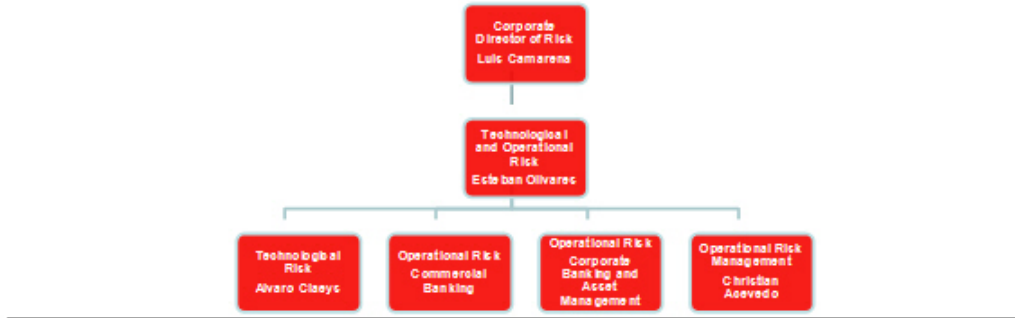 Corporate
Director of Risk
Luis Camarena
Technological
and Operational
Risk
Esteban Olivares
Technological
Risk
Alvaro Claeys
Operational Risk
Commercial
Banking
Operational Risk
Corporate
Banking and
Asset
Management
Operational Risk
Management
Christian
Acevedo